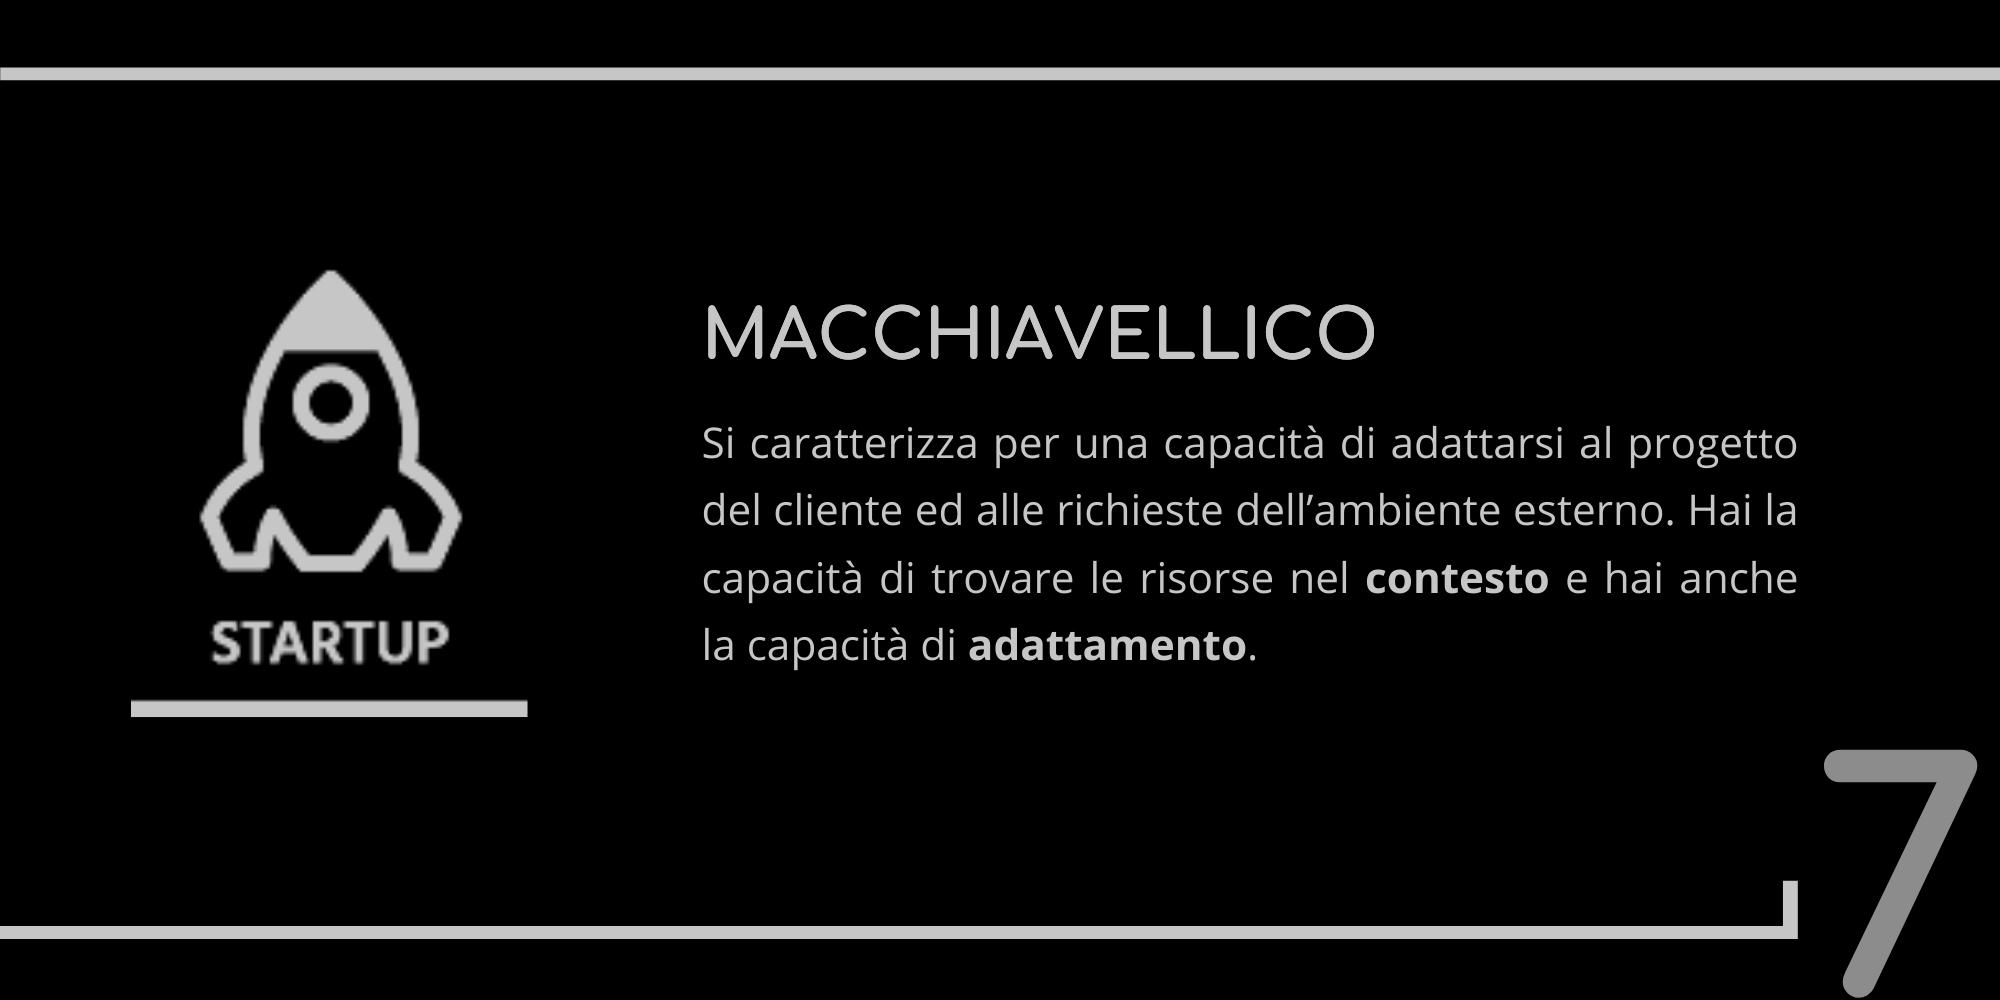 STARTUP
MACCHIAVELLICO
Si caratterizza per una capacità di adattarsi al progetto
del cliente ed alle richieste dell’ambiente esterno. Hai la
capacità di trovare le risorse nel contesto e hai anche
la capacità di adattamento.
7